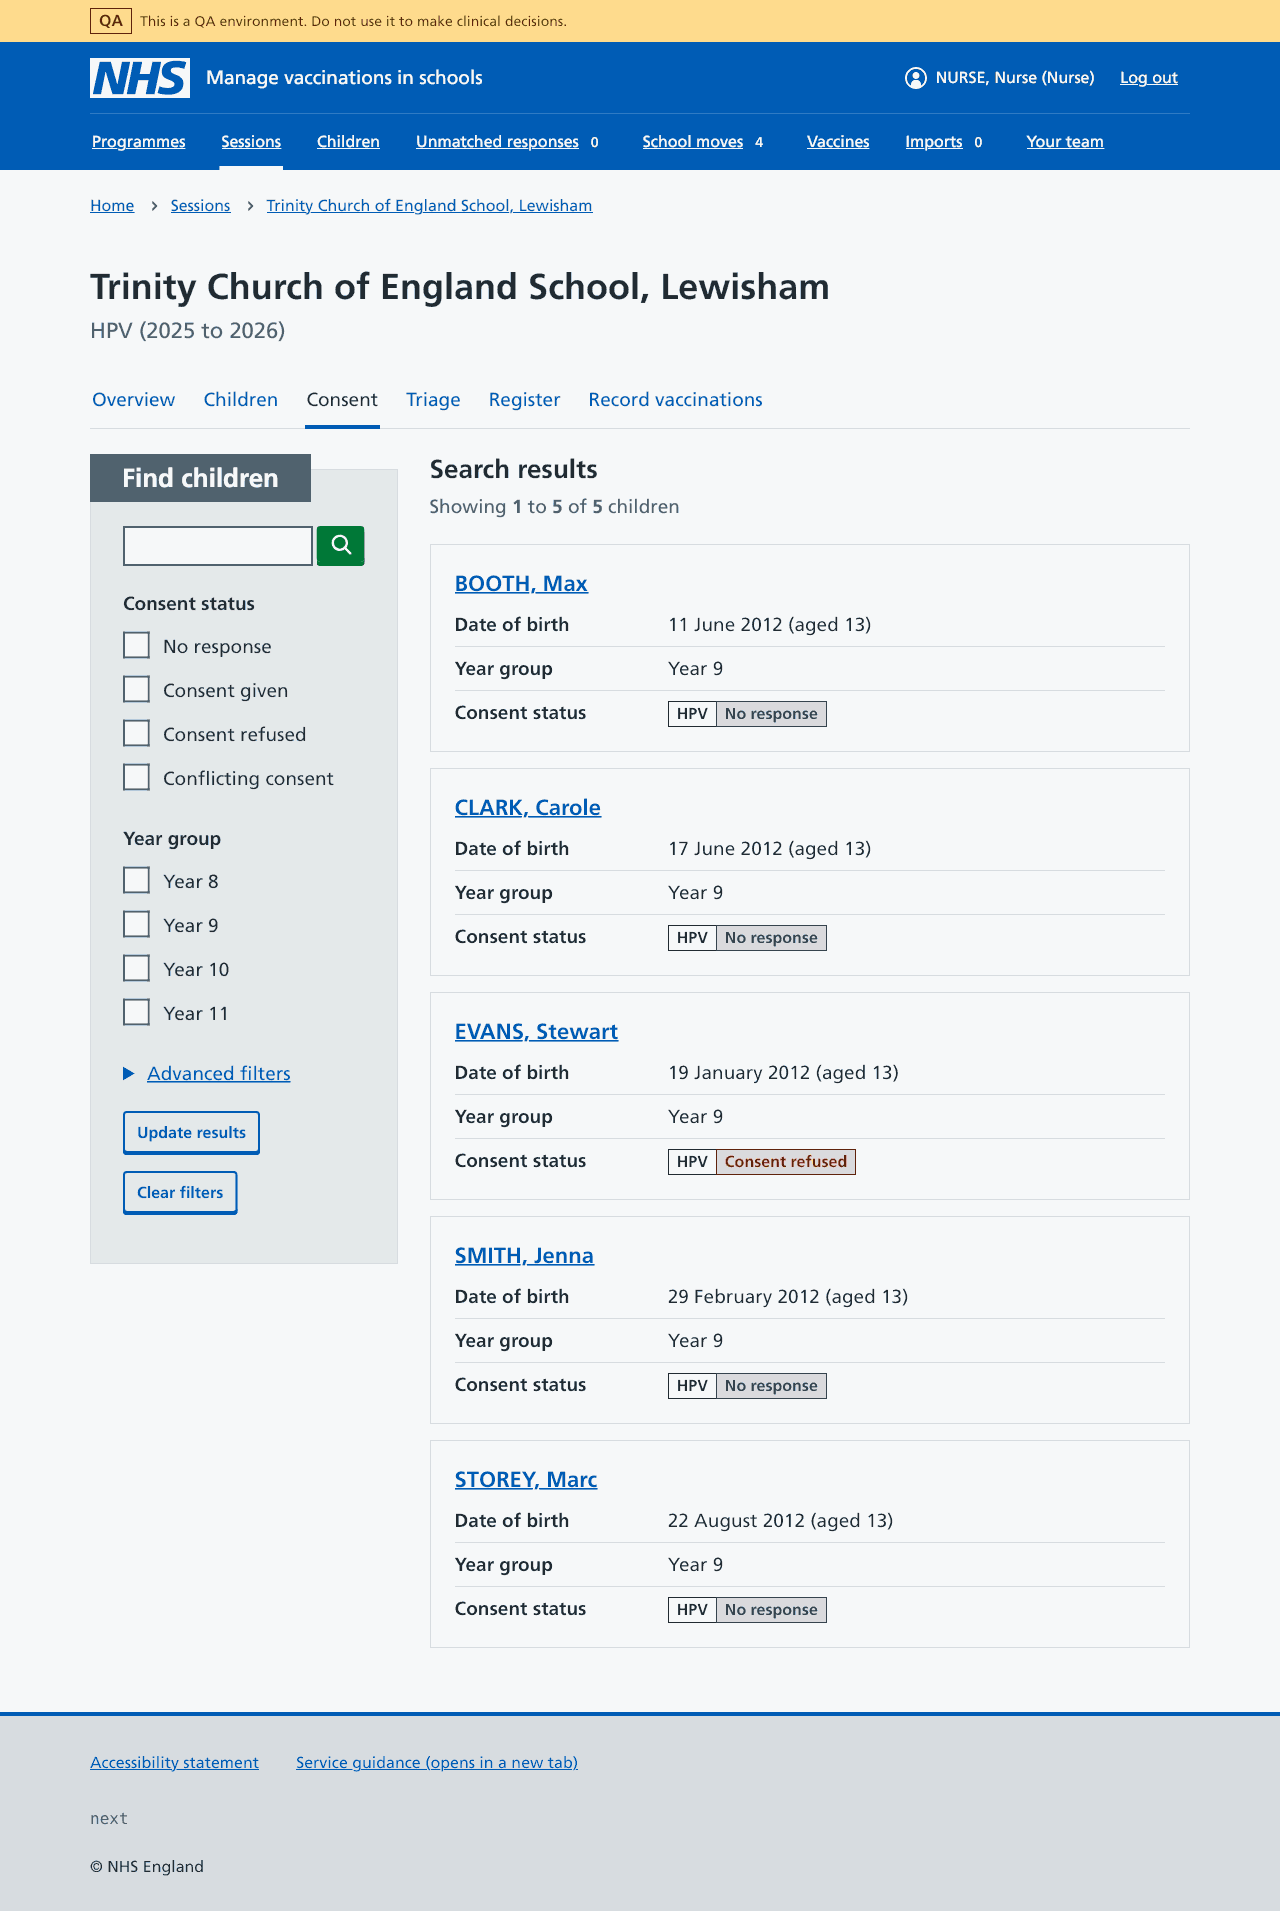 QA This is a QA environment. Do not use it to make clinical decisions.
NHS Manage vaccinations in schools NURSE, Nurse (Nurse) Log out
Programmes Sessions Children Unmatched responses 0 School moves 4 Vaccines Imports 0 Your team
Home Sessions Trinity Church of England School, Lewisham
Trinity Church of England School, Lewisham
HPV (2025 to 2026)
Overview Children Consent Triage Register Record vaccinations
Find children
Consent status
No response
Consent given
Consent refused
Conflicting consent
Year group
Year 8
Year 9
Year 10
Year 11
Advanced filters
Update results
Clear filters
Search results
Showing 1 to 5 of 5 children
BOOTH, Max
Date of birth 11 June 2012 (aged 13)
Year group Year 9
Consent status HPV No response
CLARK, Carole
Date of birth 17 June 2012 (aged 13)
Year group Year 9
Consent status HPV No response
EVANS, Stewart
Date of birth 19 January 2012 (aged 13)
Year group Year 9
Consent status HPV Consent refused
SMITH, Jenna
Date of birth 29 February 2012 (aged 13)
Year group Year 9
Consent status HPV No response
STOREY, Marc
Date of birth 22 August 2012 (aged 13)
Year group Year 9
Consent status HPV No response
Accessibility statement Service guidance (opens in a new tab)
next
© NHS England